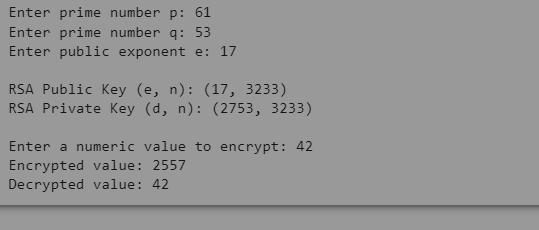 Enter prime number p: 61
Enter prime number q: 53
Enter public exponent e: 17
RSA Public Key (e, n): (17, 3233)
RSA Private Key (d, n): (2753, 3233)
Enter a numeric value to encrypt: 42
Encrypted value: 2557
Decrypted value: 42